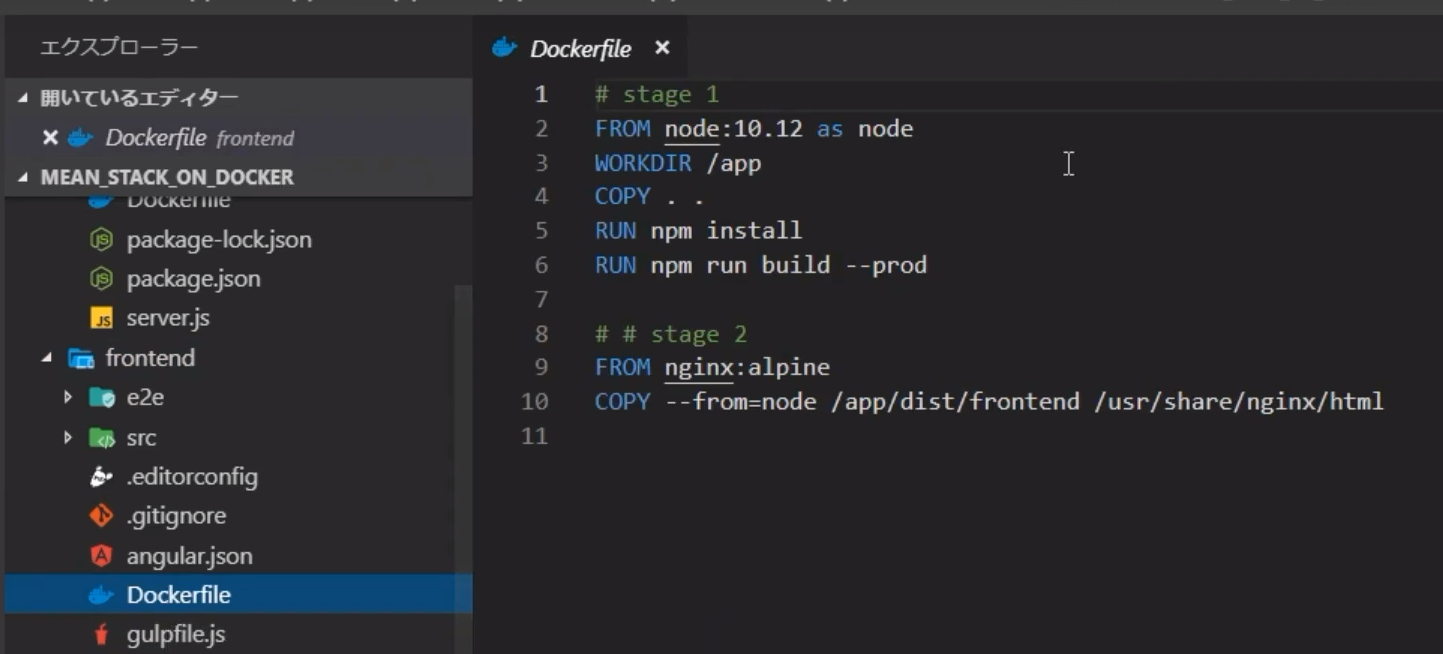 エクスプローラー
開いているエディター
Dockerfile frontend
MEAN_STACK_ON_DOCKER
Dockerfile
package-lock.json
package.json
server.js
frontend
e2e
src
.editorconfig
.gitignore
angular.json
Dockerfile
gulpfile.js
Dockerfile
1 # stage 1
2 FROM node:10.12 as node
3 WORKDIR /app
4 COPY . .
5 RUN npm install
6 RUN npm run build --prod
7
8 # # stage 2
9 FROM nginx:alpine
10 COPY --from=node /app/dist/frontend /usr/share/nginx/html
11